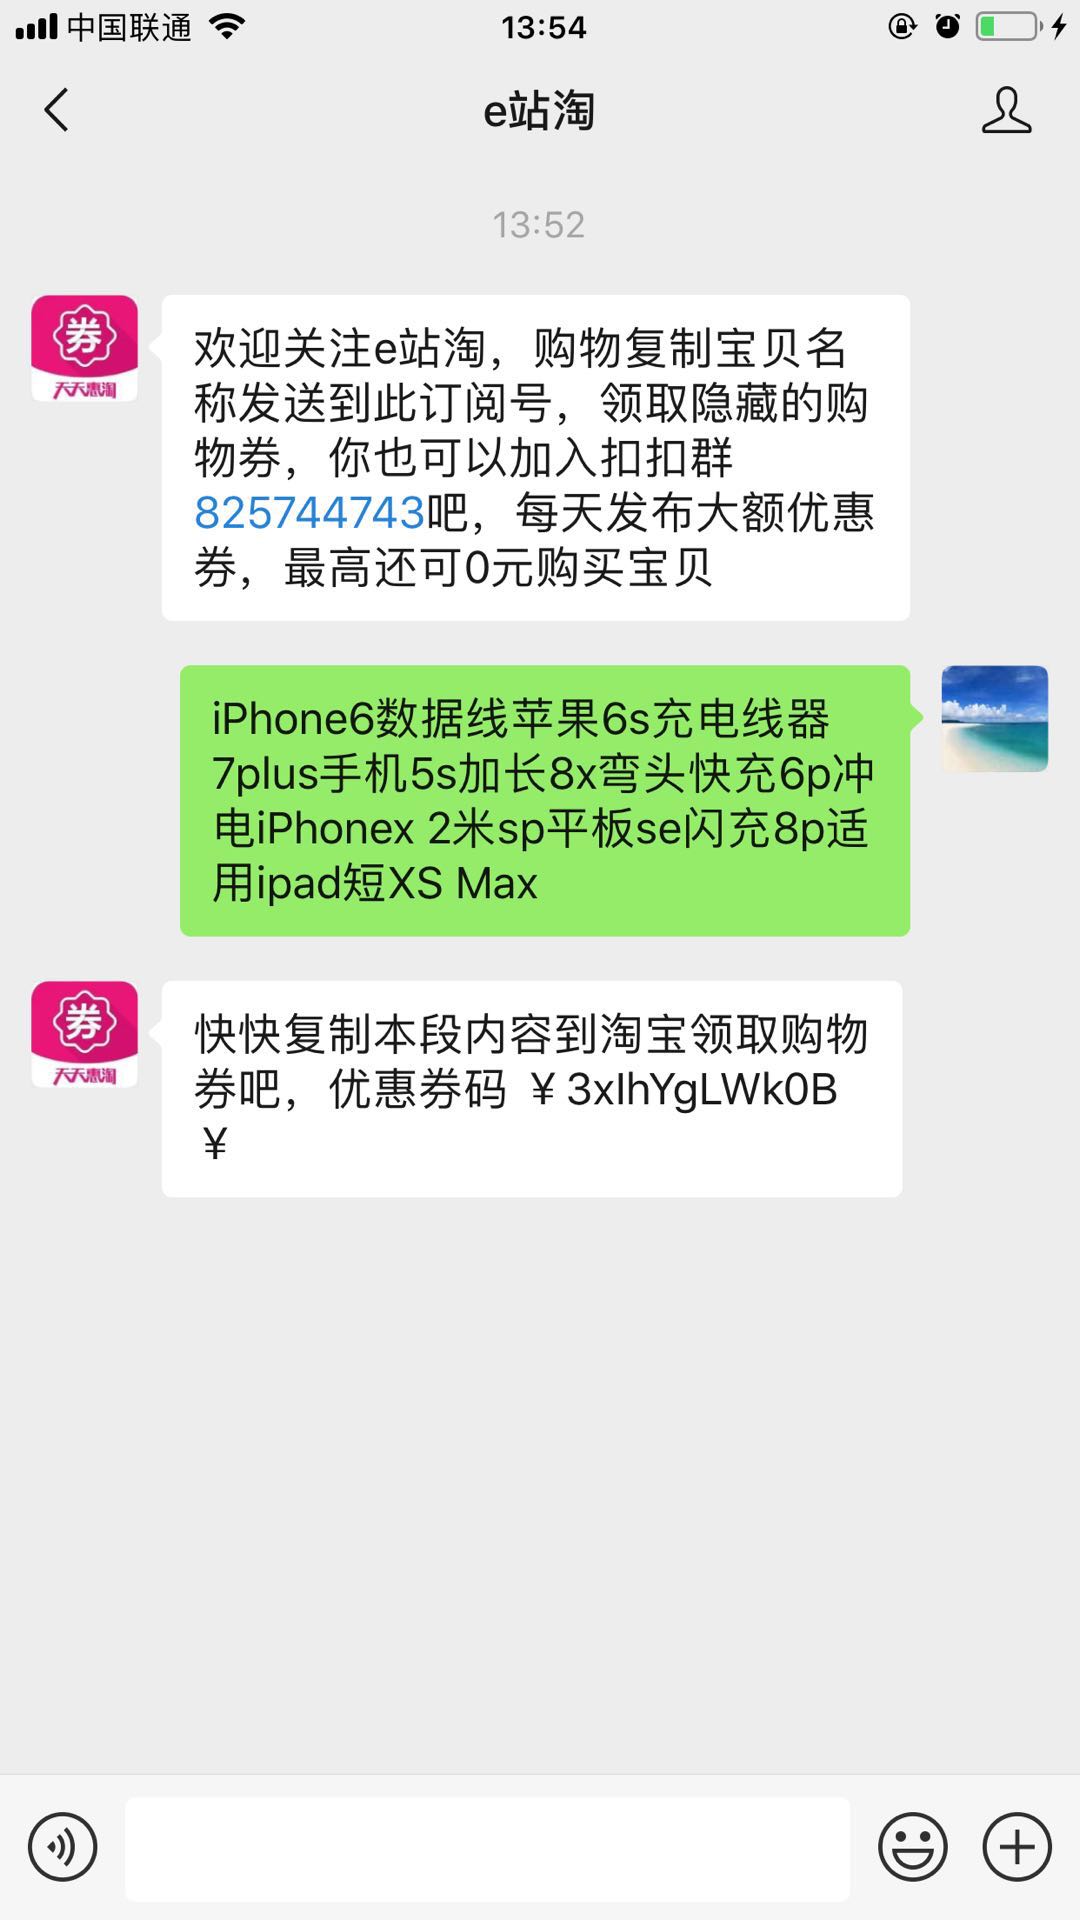 中国联通
13:54
e站淘
13:52
券
天天惠淘
欢迎关注e站淘，购物复制宝贝名
称发送到此订阅号，领取隐藏的购
物券，你也可以加入扣扣群
825744743吧，每天发布大额优惠
券，最高还可0元购买宝贝
iPhone6数据线苹果6s充电线器
7plus手机5s加长8x弯头快充6p冲
电iPhonex 2米sp平板se闪充8p适
用ipad短XS Max
券
天天惠淘
快快复制本段内容到淘宝领取购物
券吧，优惠券码 ￥3xIhYgLWk0B
￥